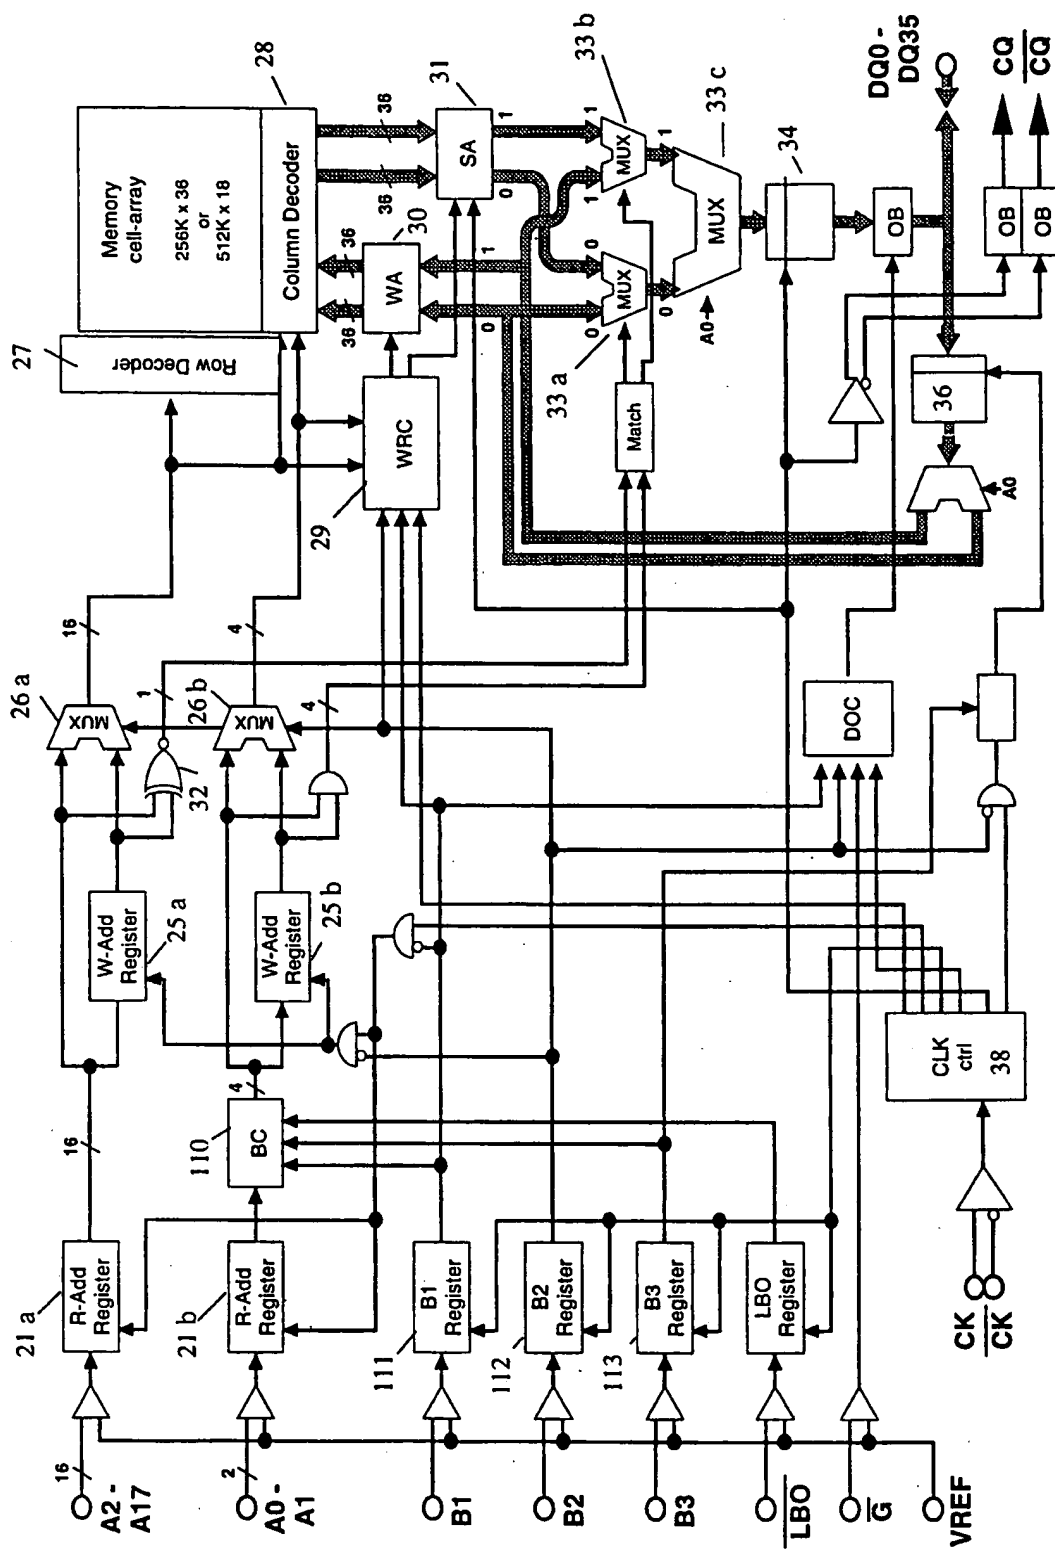 A2 -
A17
16
A0 -
A1
2
B1
B2
B3
LBO
G
VREF
CK
CK
21 a
R-Add
Register
21 b
R-Add
Register
111
B1
Register
112
B2
Register
113
B3
Register
LBO
Register
16
110
BC
4
CLK
ctrl
38
W-Add
Register
25 a
W-Add
Register
25 b
26 a
MUX
16
32
1
26 b
MUX
4
4
DOC
27
Row Decoder
Memory
cell-array
256K x 36
or
512K x 18
Column Decoder
28
29
WRC
36
36
WA
30
0
1
36
36
SA
31
0
1
Match
33 a
MUX
0
0
33 b
MUX
1
1
0
1
MUX
33 c
A0
34
OB
36
A0
DQ0 -
DQ35
OB
OB
CQ
CQ